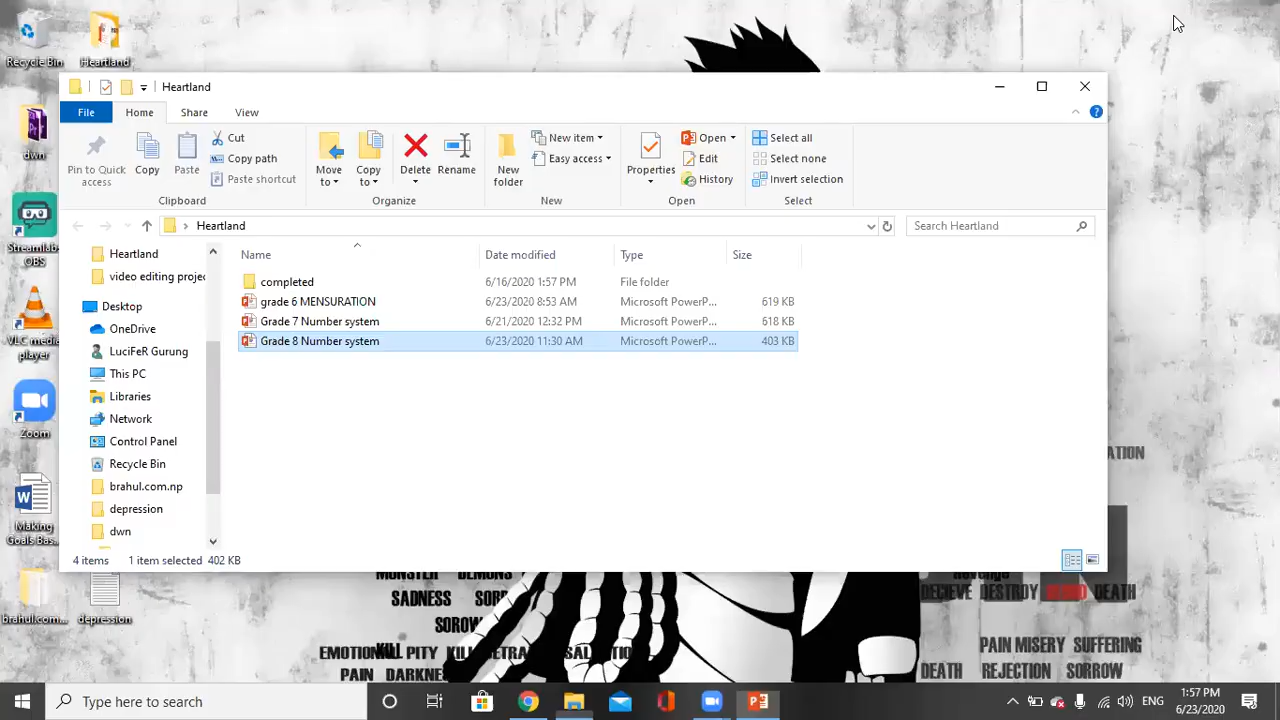 Recycle Bin
Heartland
Heartland
File
Home
Share
View
Pin to Quick
access
Copy
Paste
Cut
Copy path
Paste shortcut
Clipboard
Move
to
Copy
to
Delete
Rename
Organize
New
folder
New item
Easy access
New
Properties
Open
Edit
History
Open
Select all
Select none
Invert selection
Select
Heartland
Search Heartland
Name
Date modified
Type
Size
completed
6/16/2020 1:57 PM
File folder
grade 6 MENSURATION
6/23/2020 8:53 AM
Microsoft PowerP...
619 KB
Grade 7 Number system
6/21/2020 12:32 PM
Microsoft PowerP...
618 KB
Grade 8 Number system
6/23/2020 11:30 AM
Microsoft PowerP...
403 KB
Heartland
video editing projec
Desktop
OneDrive
LuciFeR Gurung
This PC
Libraries
Network
Control Panel
Recycle Bin
brahul.com.np
depression
dwn
4 items
1 item selected 402 KB
dwn
Streamlabs
OBS
VLC media
player
Zoom
Making
Goals Bas...
brahul.com...
depression
ATION
MONSTER DEMONS
SADNESS
KILL
EMOTION PITY KILL
PAIN
DECIEVE DESTROY BLOOD DEATH
PAIN MISERY SUFFERING
DEATH REJECTION SORROW
Type here to search
ENG
1:57 PM
6/23/2020